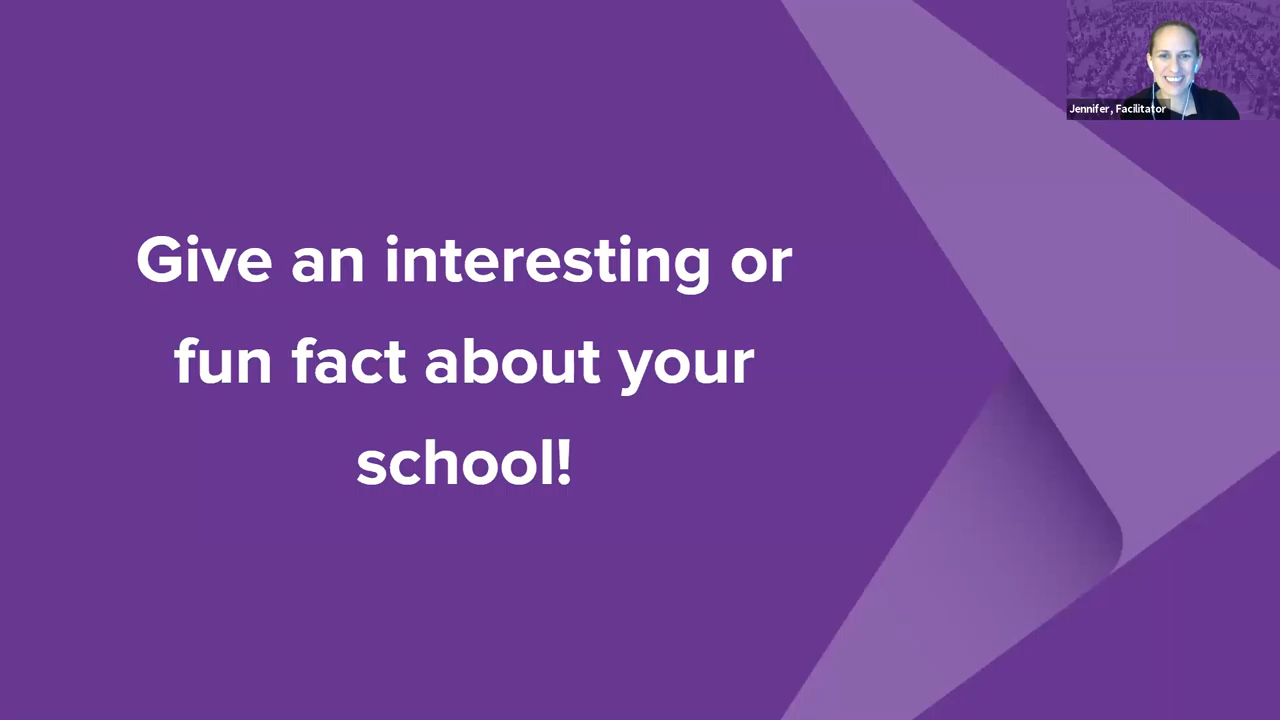 Jennifer, Facilitator
Give an interesting or
fun fact about your
school!